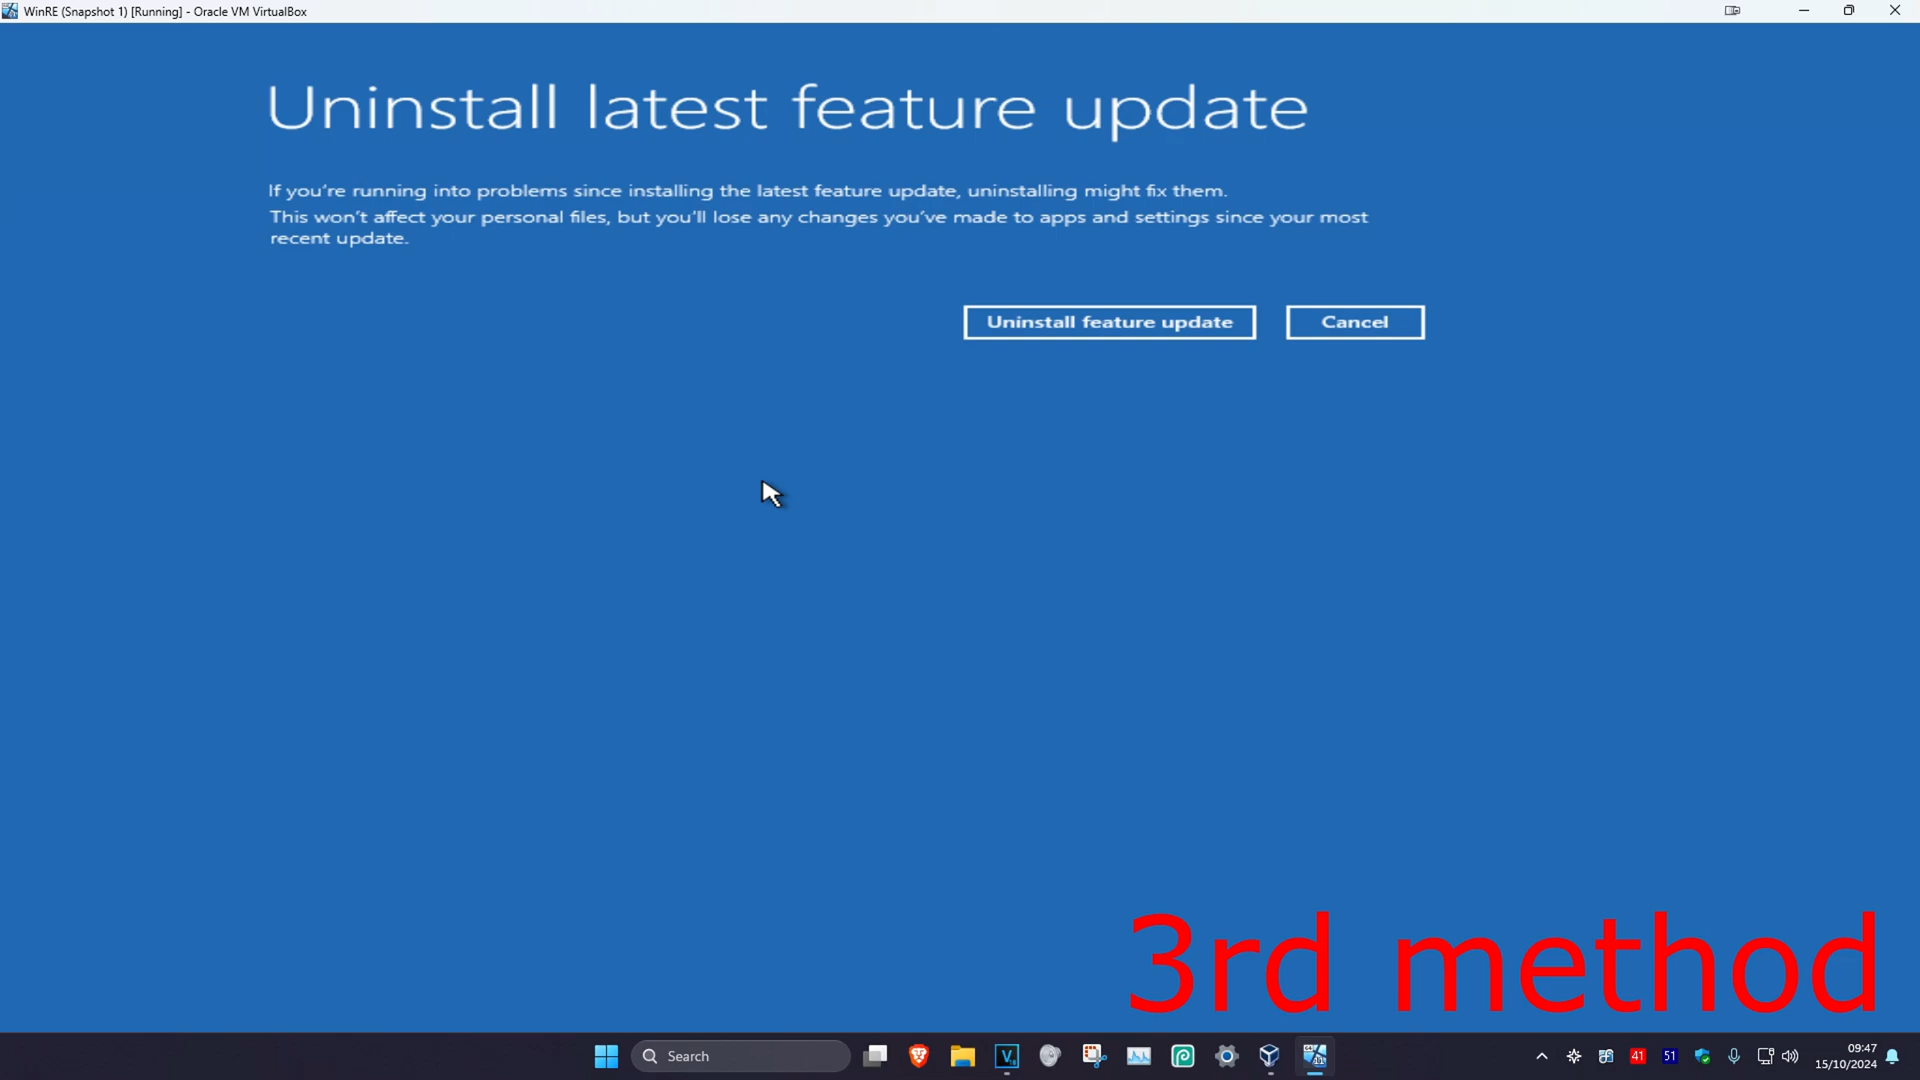 WinRE (Snapshot 1) [Running] - Oracle VM VirtualBox
Uninstall latest feature update
If you're running into problems since installing the latest feature update, uninstalling might fix them.
This won't affect your personal files, but you'll lose any changes you've made to apps and settings since your most
recent update.
Uninstall feature update
Cancel
3rd method
Search
41
51
09:47
15/10/2024